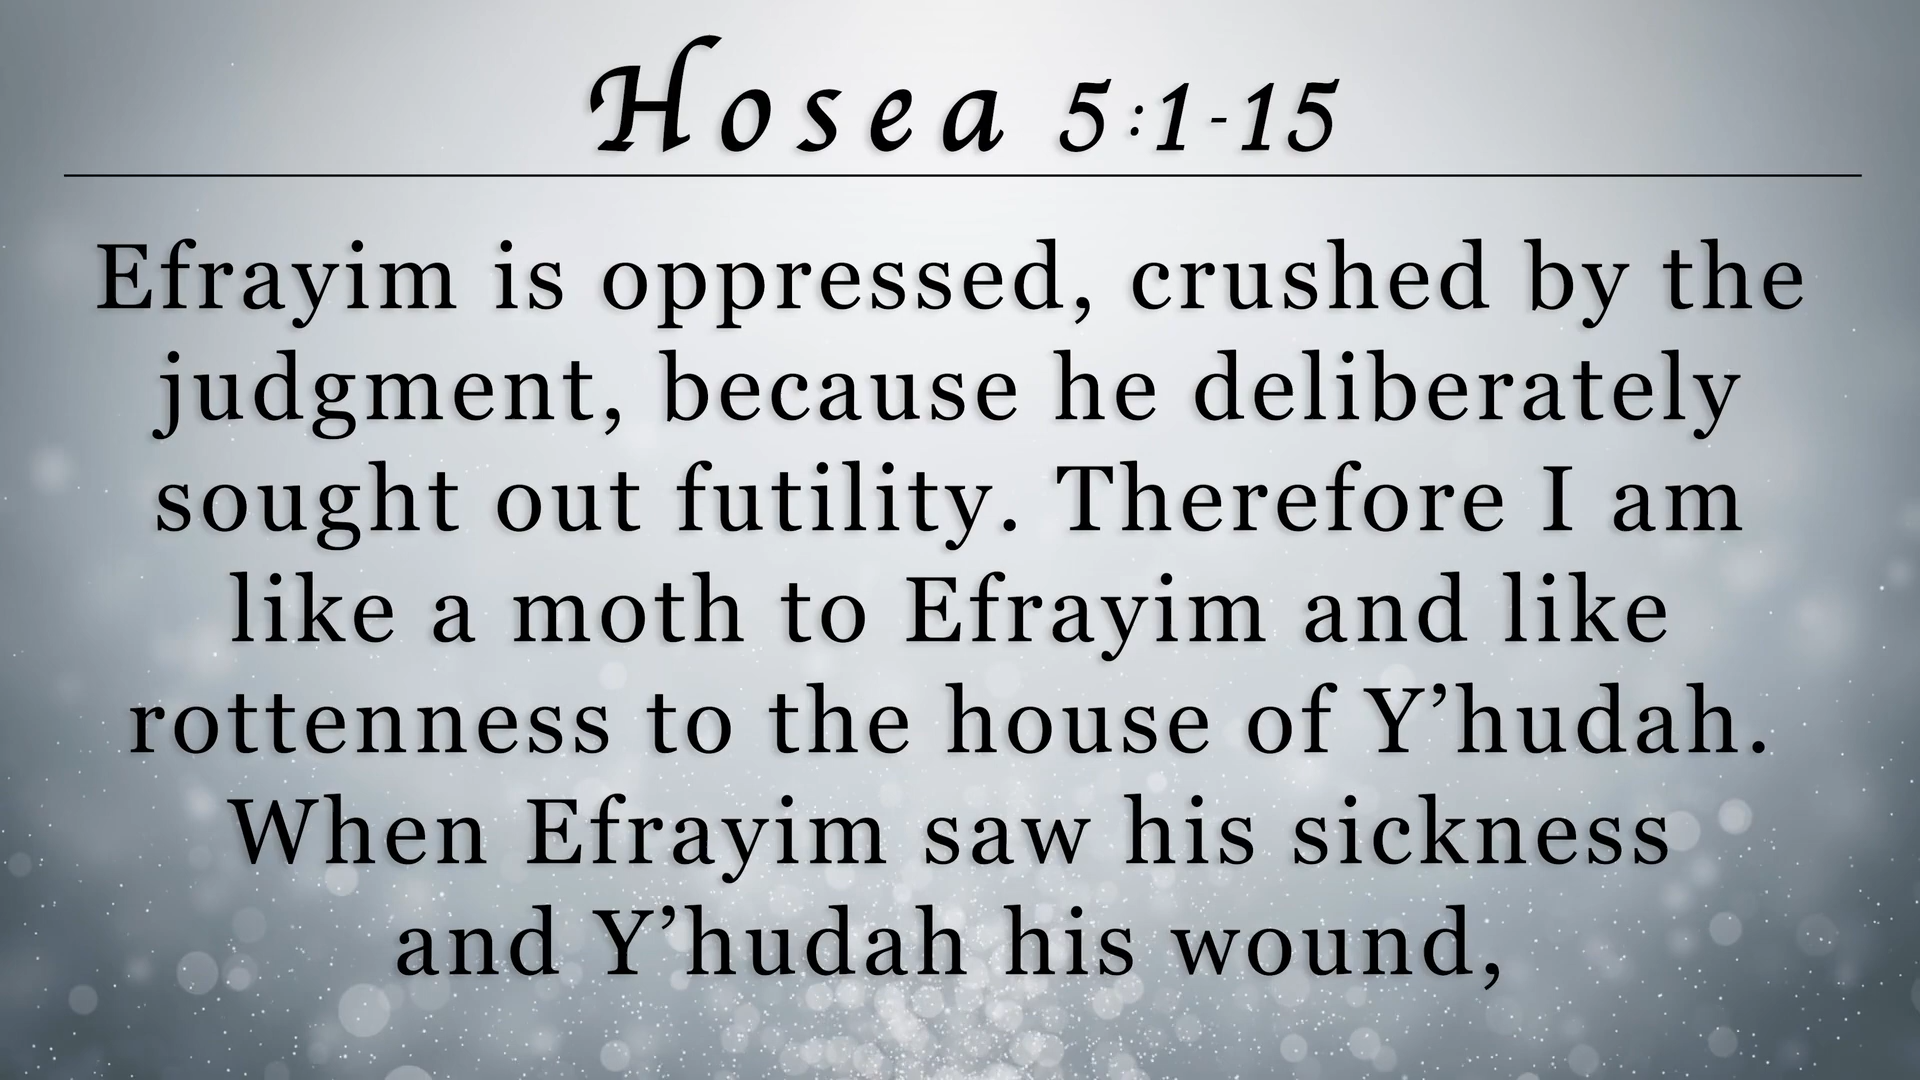 Hosea 5:1-15
Efrayim is oppressed, crushed by the
judgment, because he deliberately
sought out futility. Therefore I am
like a moth to Efrayim and like
rottenness to the house of Y’hudah.
When Efrayim saw his sickness
and Y’hudah his wound,